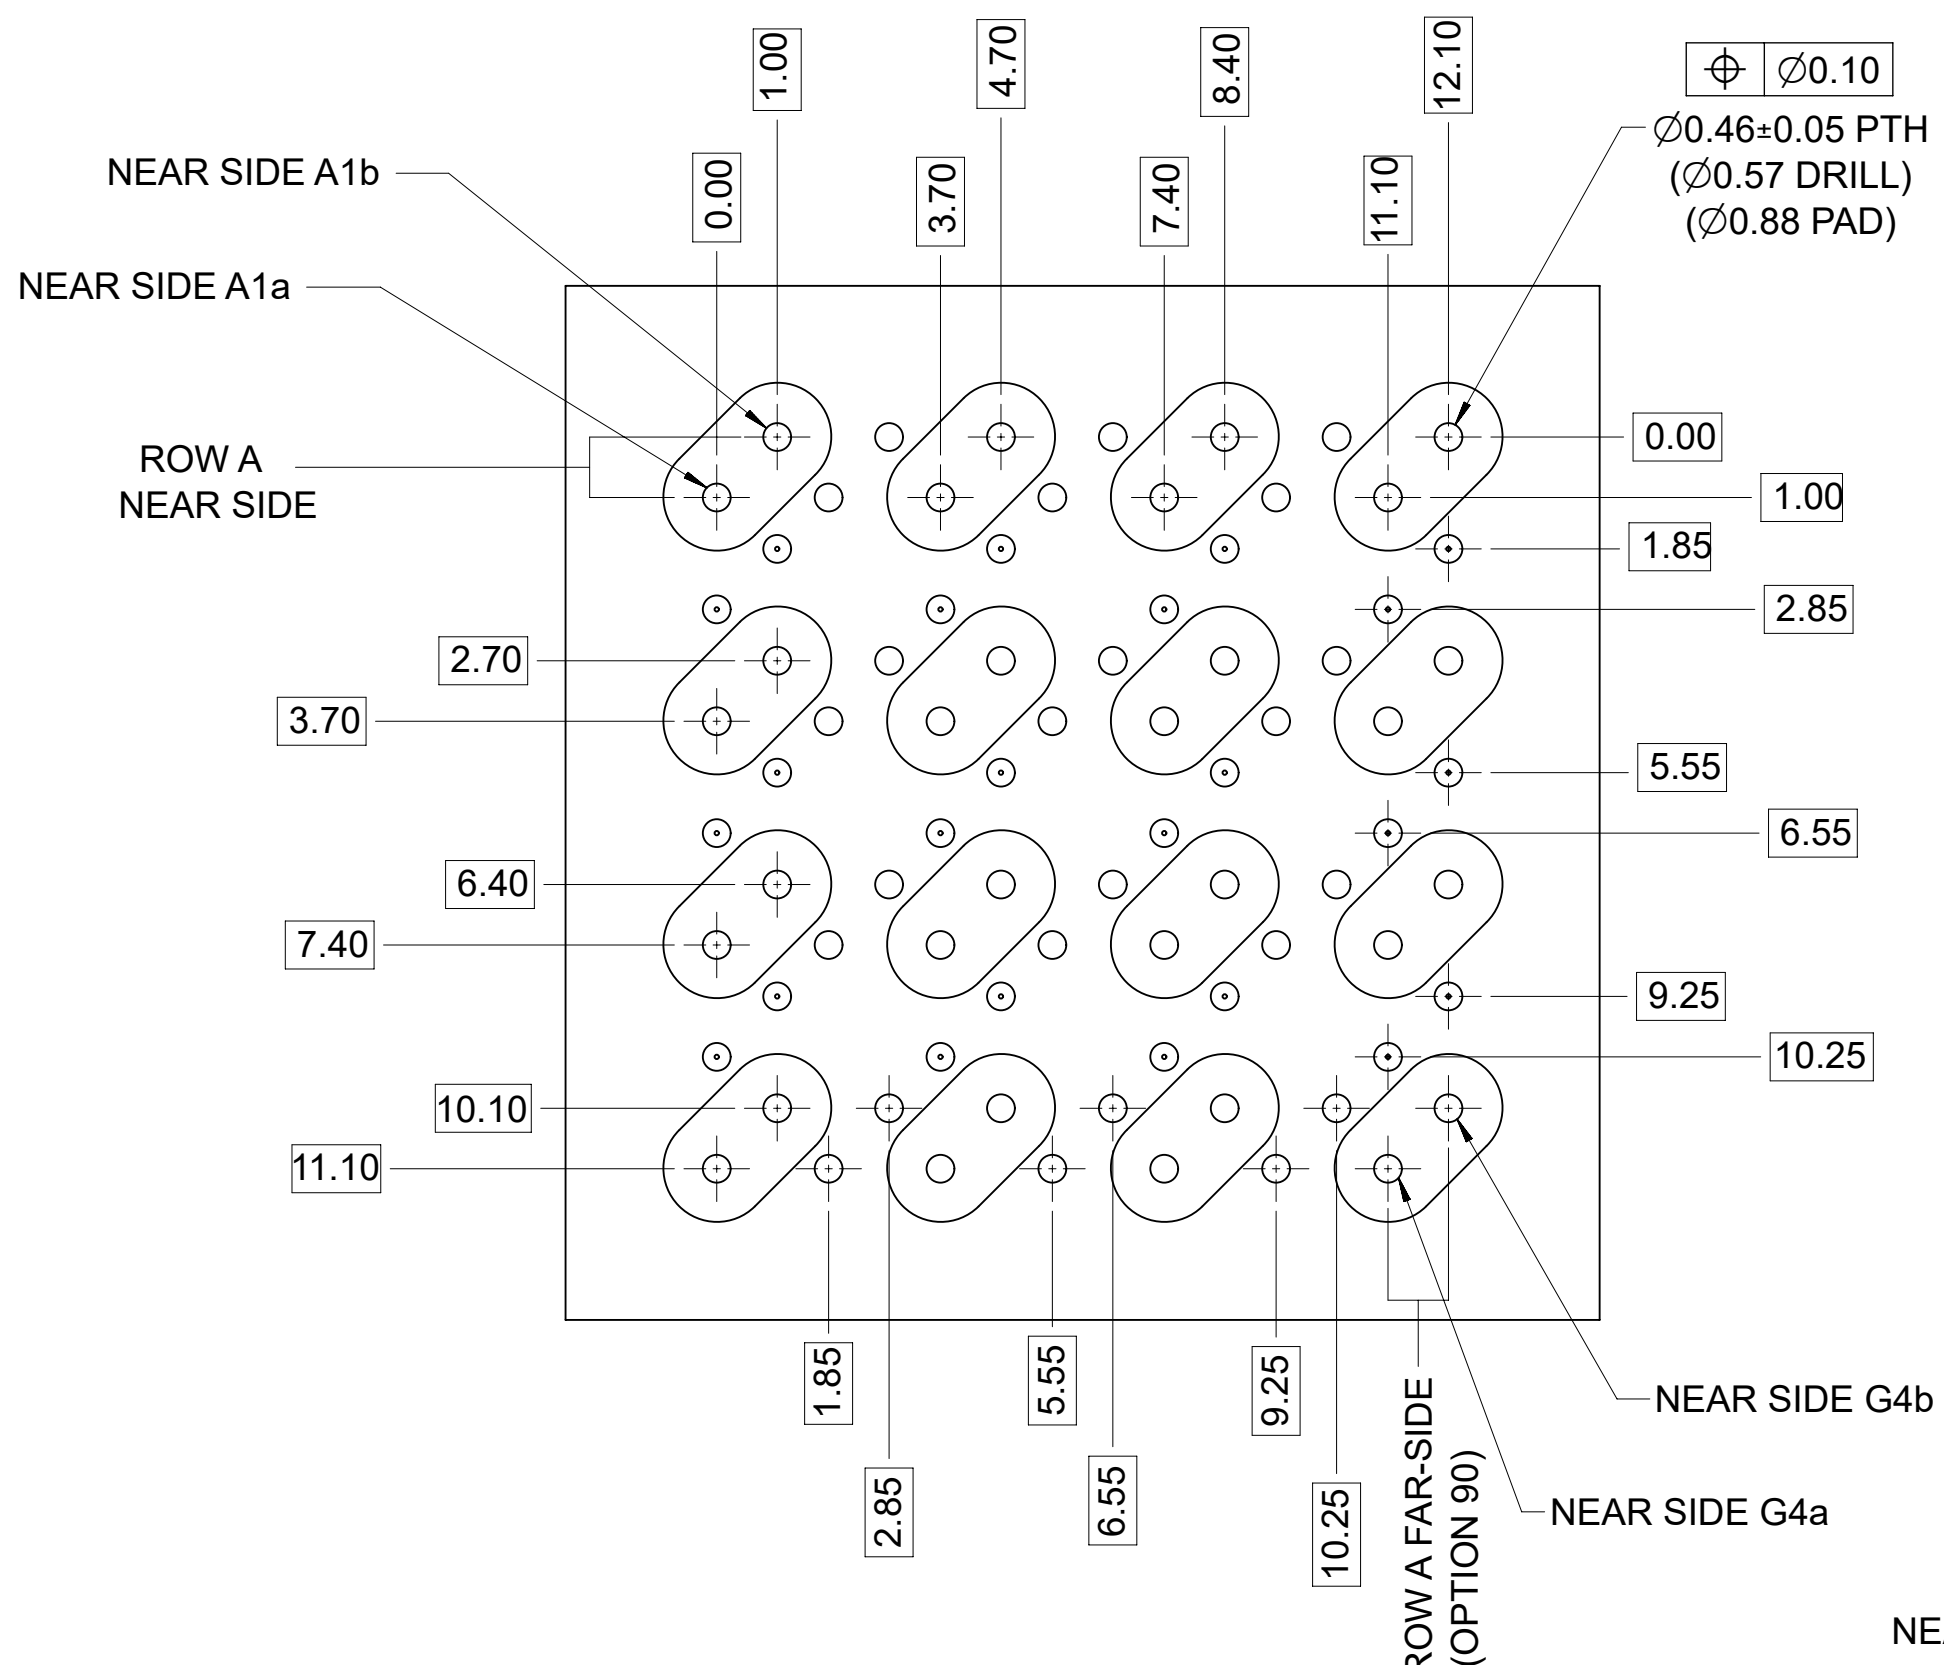 1.00
4.70
8.40
12.10
⌖ ∅0.10
∅0.46±0.05 PTH
(∅0.57 DRILL)
(∅0.88 PAD)
NEAR SIDE A1b
0.00
3.70
7.40
11.10
NEAR SIDE A1a
ROW A
NEAR SIDE
0.00
1.00
1.85
2.85
2.70
3.70
5.55
6.55
6.40
7.40
9.25
10.25
10.10
11.10
1.85
5.55
9.25
2.85
6.55
10.25
ROW A FAR-SIDE
(OPTION 90)
NEAR SIDE G4b
NEAR SIDE G4a